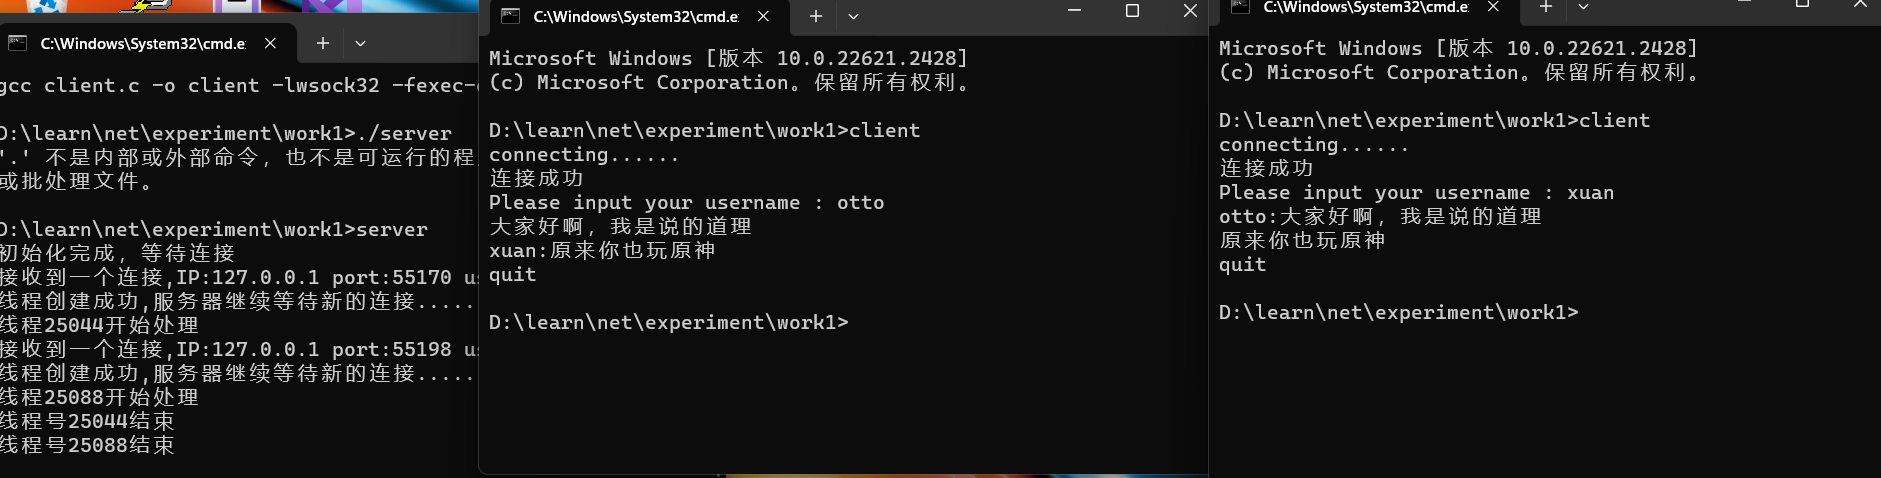 C:\Windows\System32\cmd.e
gcc client.c -o client -lwsock32 -fexec-
D:\learn\net\experiment\work1>./server
'.' 不是内部或外部命令，也不是可运行的程
或批处理文件。
D:\learn\net\experiment\work1>server
初始化完成，等待连接
接收到一个连接,IP:127.0.0.1 port:55170 us
线程创建成功,服务器继续等待新的连接.....
线程25044开始处理
接收到一个连接,IP:127.0.0.1 port:55198 us
线程创建成功,服务器继续等待新的连接.....
线程25088开始处理
线程号25044结束
线程号25088结束
C:\Windows\System32\cmd.e
Microsoft Windows [版本 10.0.22621.2428]
(c) Microsoft Corporation。保留所有权利。
D:\learn\net\experiment\work1>client
connecting......
连接成功
Please input your username : otto
大家好啊，我是说的道理
xuan:原来你也玩原神
quit
D:\learn\net\experiment\work1>
C:\Windows\System32\cmd.e
Microsoft Windows [版本 10.0.22621.2428]
(c) Microsoft Corporation。保留所有权利。
D:\learn\net\experiment\work1>client
connecting......
连接成功
Please input your username : xuan
otto:大家好啊，我是说的道理
原来你也玩原神
quit
D:\learn\net\experiment\work1>